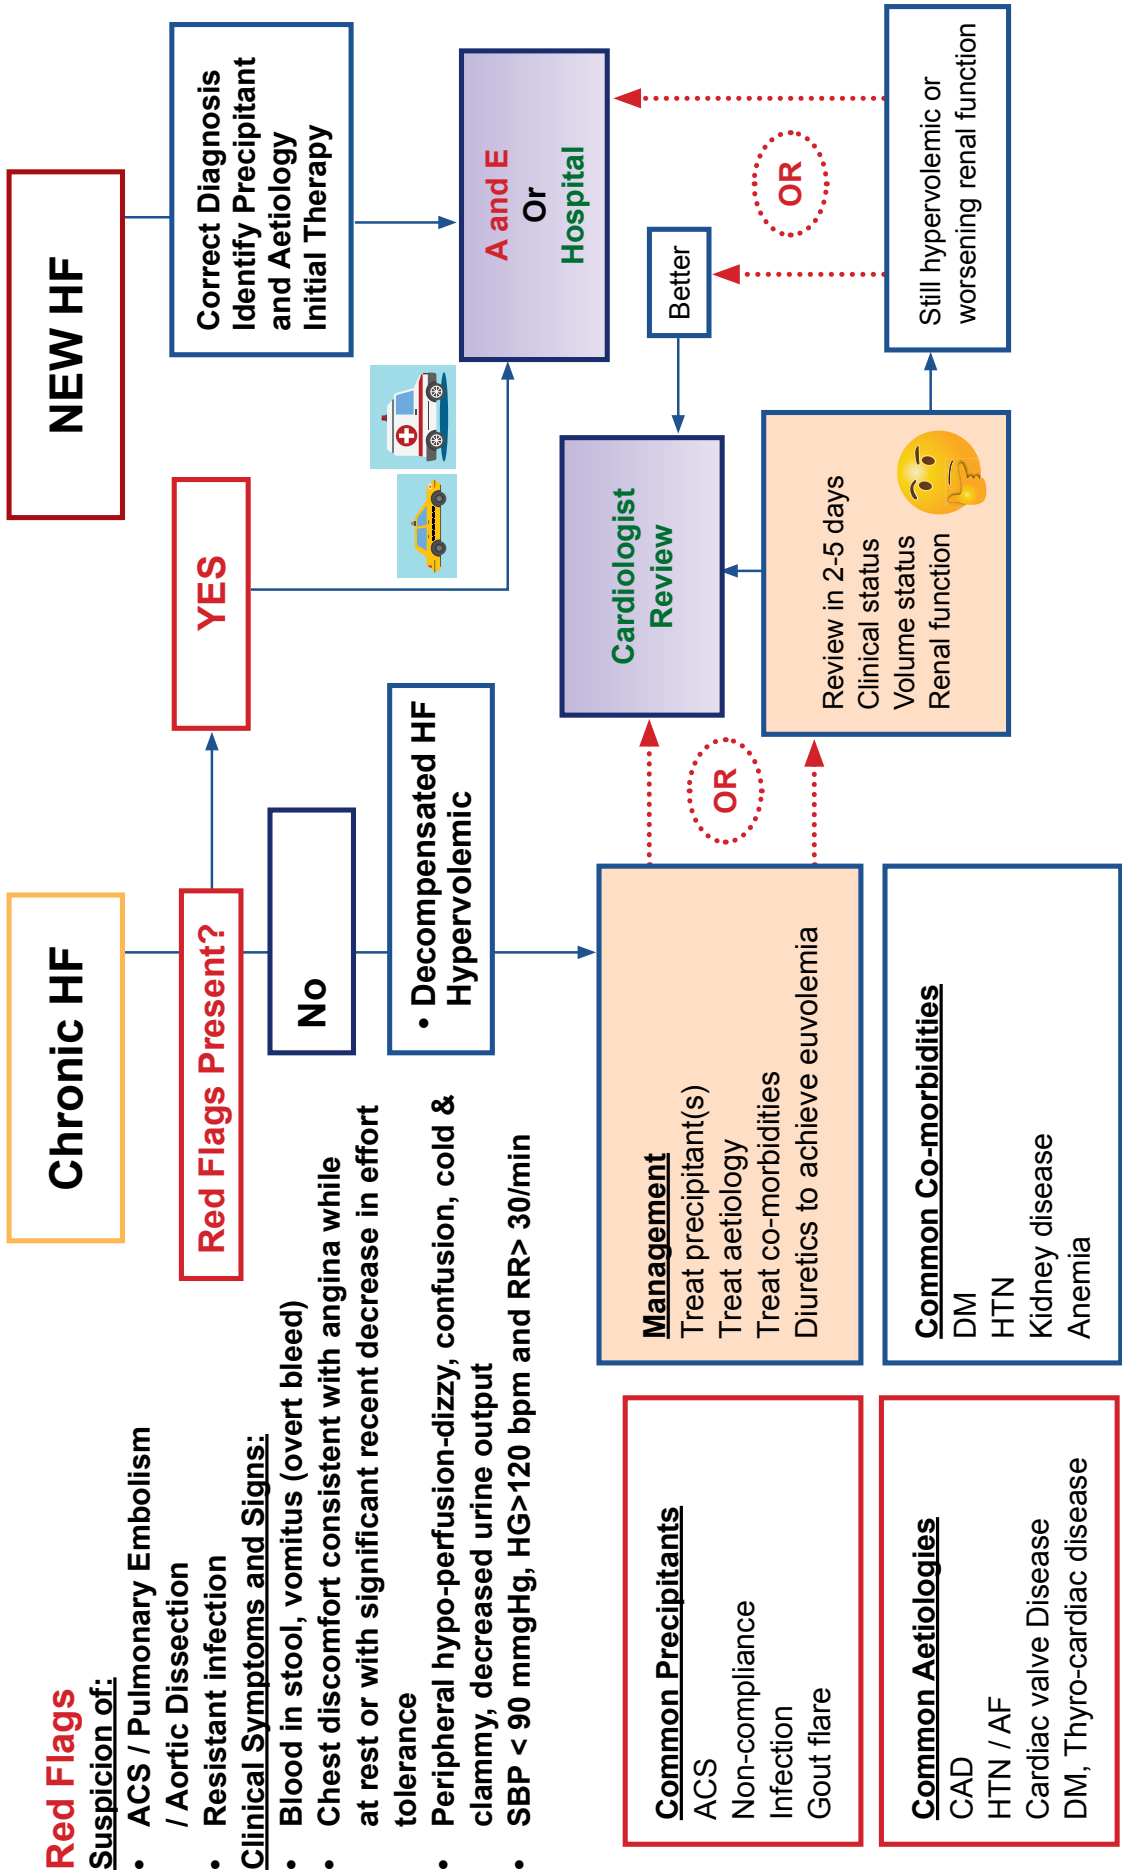 Red Flags
Suspicion of:
• ACS / Pulmonary Embolism
/ Aortic Dissection
• Resistant infection
Clinical Symptoms and Signs:
• Blood in stool, vomitus (overt bleed)
• Chest discomfort consistent with angina while
at rest or with significant recent decrease in effort
tolerance
• Peripheral hypo-perfusion-dizzy, confusion, cold &
clammy, decreased urine output
• SBP < 90 mmgHg, HG>120 bpm and RR> 30/min
Chronic HF
Red Flags Present?
No
• Decompensated HF
Hypervolemic
YES
NEW HF
Correct Diagnosis
Identify Precipitant
and Aetiology
Initial Therapy
A and E
Or
Hospital
Management
Treat precipitant(s)
Treat aetiology
Treat co-morbidities
Diuretics to achieve euvolemia
OR
Cardiologist
Review
Better
OR
Review in 2-5 days
Clinical status
Volume status
Renal function
Still hypervolemic or
worsening renal function
Common Precipitants
ACS
Non-compliance
Infection
Gout flare
Common Aetiologies
CAD
HTN / AF
Cardiac valve Disease
DM, Thyro-cardiac disease
Common Co-morbidities
DM
HTN
Kidney disease
Anemia